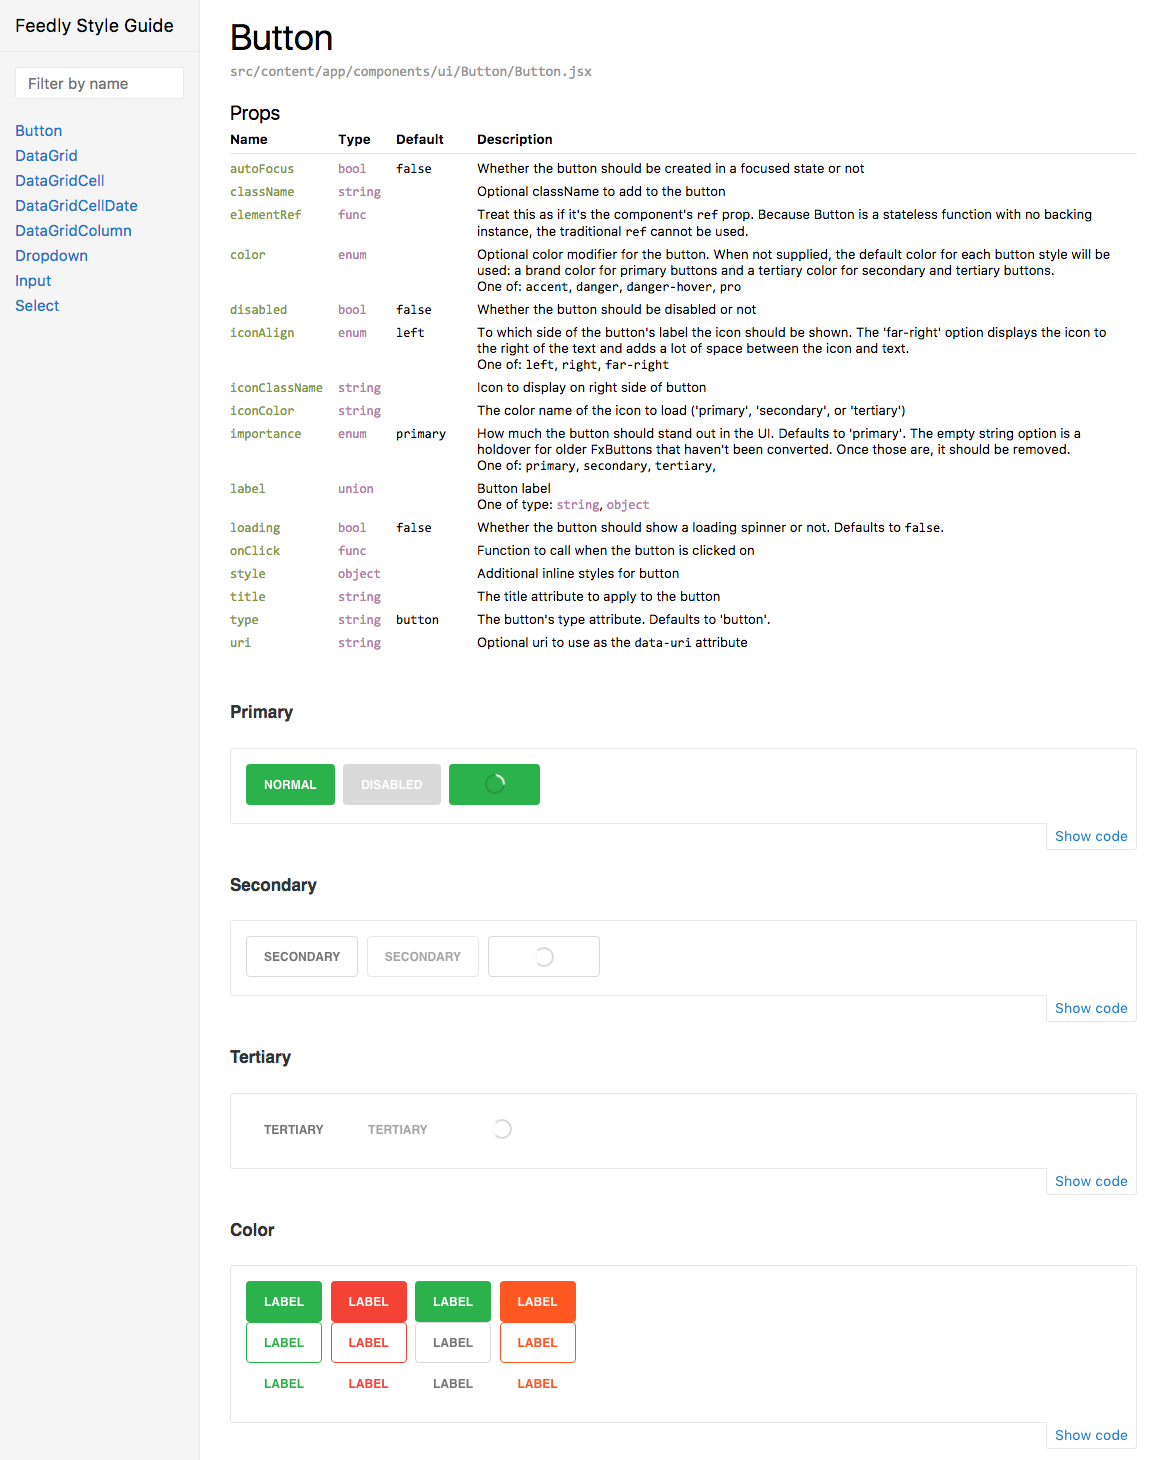 Feedly Style Guide
Filter by name
Button
DataGrid
DataGridCell
DataGridCellDate
DataGridColumn
Dropdown
Input
Select
Button
src/content/app/components/ui/Button/Button.jsx
Props
Name Type Default Description
autoFocus bool false Whether the button should be created in a focused state or not
className string Optional className to add to the button
elementRef func Treat this as if it's the component's ref prop. Because Button is a stateless function with no backing
instance, the traditional ref cannot be used.
color enum Optional color modifier for the button. When not supplied, the default color for each button style will be
used: a brand color for primary buttons and a tertiary color for secondary and tertiary buttons.
One of: accent, danger, danger-hover, pro
disabled bool false Whether the button should be disabled or not
iconAlign enum left To which side of the button's label the icon should be shown. The 'far-right' option displays the icon to
the right of the text and adds a lot of space between the icon and text.
One of: left, right, far-right
iconClassName string Icon to display on right side of button
iconColor string The color name of the icon to load ('primary', 'secondary', or 'tertiary')
importance enum primary How much the button should stand out in the UI. Defaults to 'primary'. The empty string option is a
holdover for older FxButtons that haven't been converted. Once those are, it should be removed.
One of: primary, secondary, tertiary,
label union Button label
One of type: string, object
loading bool false Whether the button should show a loading spinner or not. Defaults to false.
onClick func Function to call when the button is clicked on
style object Additional inline styles for button
title string The title attribute to apply to the button
type string button The button's type attribute. Defaults to 'button'.
uri string Optional uri to use as the data-uri attribute
Primary
NORMAL DISABLED
Show code
Secondary
SECONDARY SECONDARY
Show code
Tertiary
TERTIARY TERTIARY
Show code
Color
LABEL LABEL LABEL LABEL
LABEL LABEL LABEL LABEL
LABEL LABEL LABEL LABEL
Show code